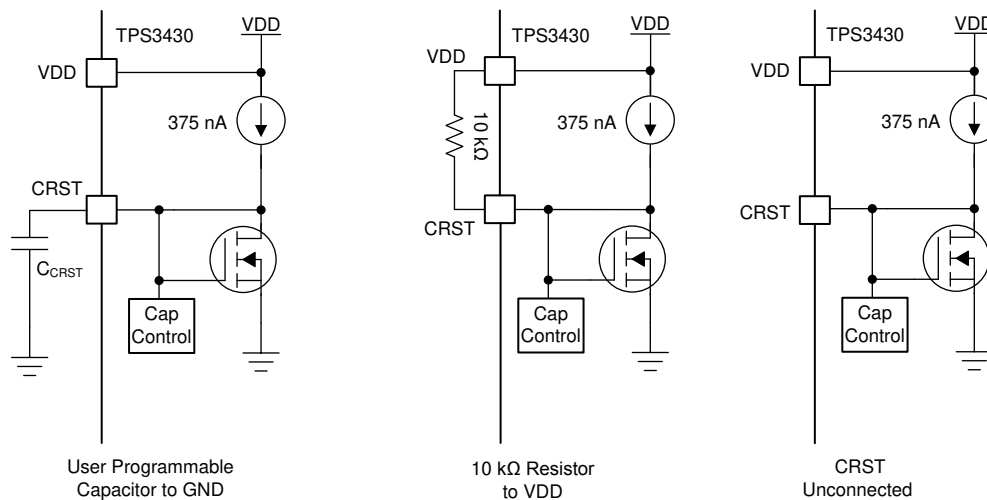 TPS3430
VDD
VDD
375 nA
CRST
C_CRST
Cap
Control
User Programmable
Capacitor to GND
TPS3430
VDD
VDD
10 kΩ
375 nA
CRST
Cap
Control
10 kΩ Resistor
to VDD
TPS3430
VDD
VDD
375 nA
CRST
Cap
Control
CRST
Unconnected